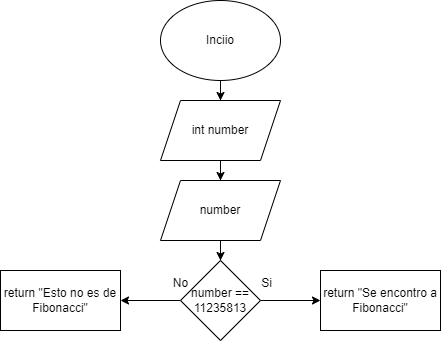 Inciio
int number
number
No
Si
number ==
11235813
return "Esto no es de
Fibonacci"
return "Se encontro a
Fibonacci"